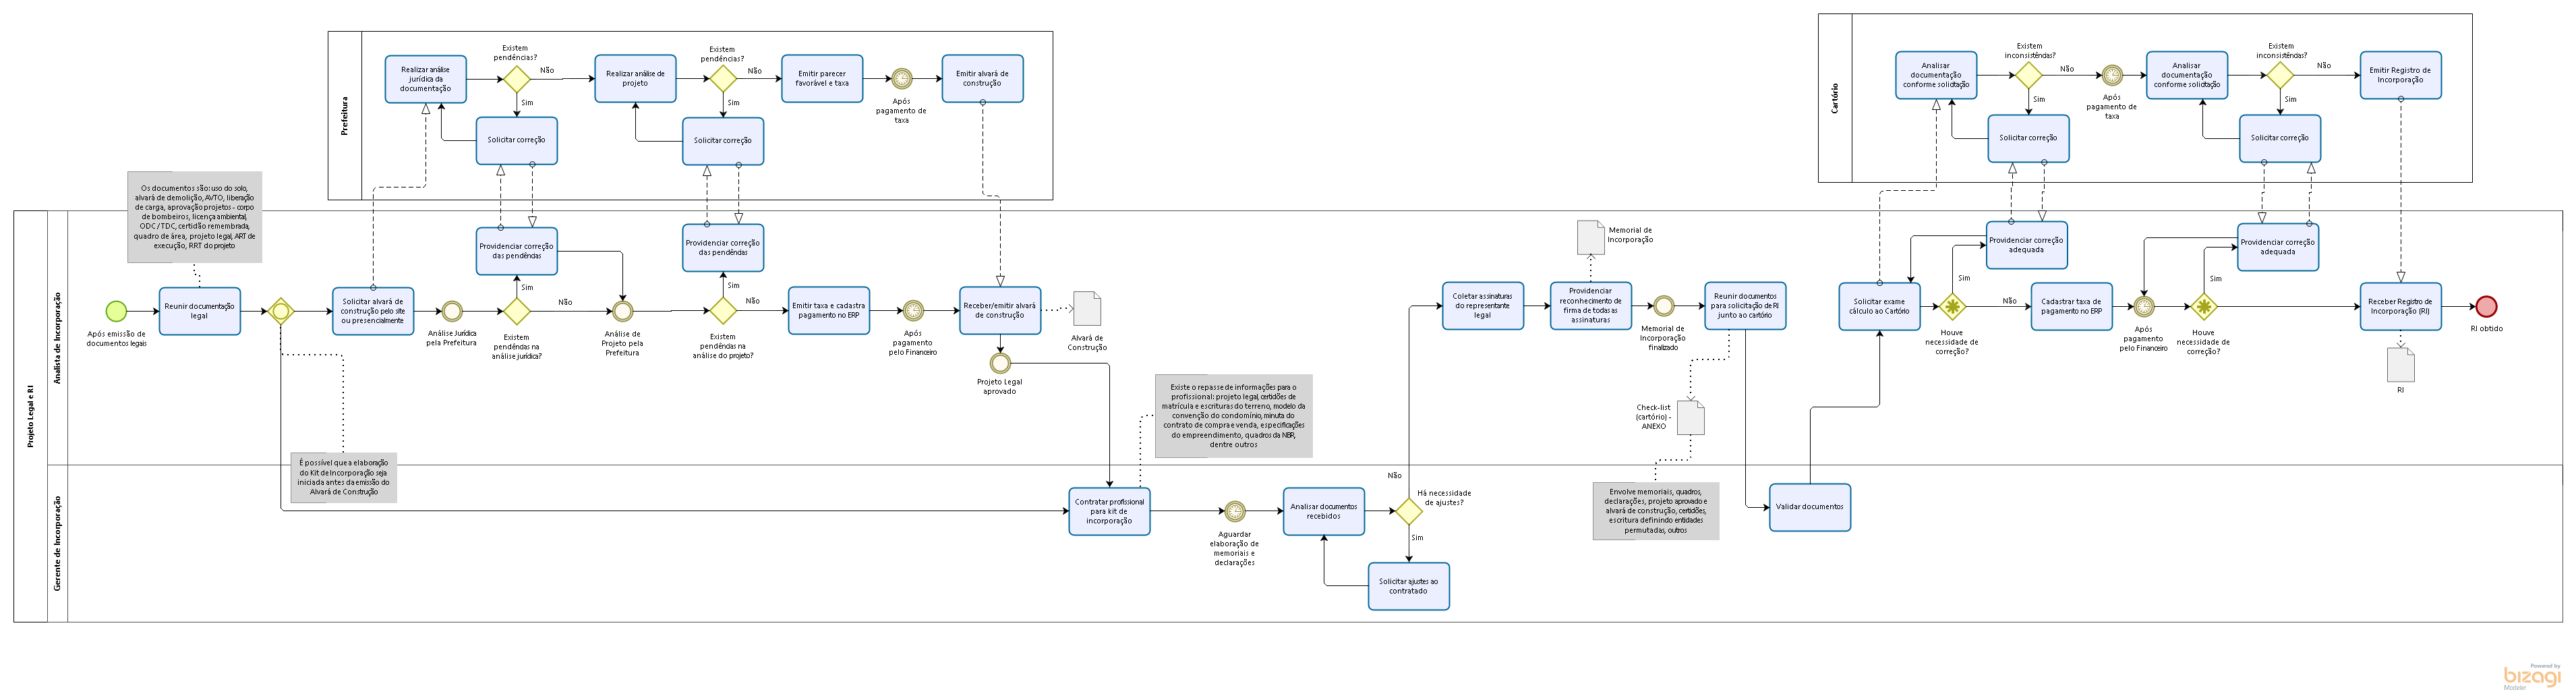 Prefeitura
Realizar análise
jurídica da
documentação
Existem
pendências?
Não
Sim
Solicitar correção
Realizar análise de
projeto
Existem
pendências?
Não
Sim
Solicitar correção
Emitir parecer
favorável e taxa
Após
pagamento de
taxa
Emitir alvará de
construção
Cartório
Analisar
documentação
conforme solidtação
Existem
inconsistências?
Não
Sim
Solicitar correção
Após
pagamento de
taxa
Analisar
documentação
conforme solidtação
Existem
inconsistências?
Não
Sim
Solicitar correção
Emitir Registro de
Incorporação
Projeto Legal e RI
Analista de Incorporação
Os documentos são: uso do solo,
alvará de demolição, AVTO, liberação
de carga, aprovação projetos - corpo
de bombeiros, licença ambiental,
ODC / TDC, certidão remembrada,
quadro de área, projeto legal, ART de
execução, RRT do projeto
Após emissão de
documentos legais
Reunir documentação
legal
Solicitar alvará de
construção pelo site
ou presencialmente
Análise Jurídica
pela Prefeitura
Providenciar correção
das pendências
Sim
Não
Existem
pendências na
análise jurídica?
Análise de
Projeto pela
Prefeitura
Providenciar correção
das pendências
Sim
Não
Existem
pendências na
análise do projeto?
Emitir taxa e cadastra
pagamento no ERP
Após
pagamento
pelo Financeiro
Receber/emitir alvará
de construção
Alvará de
Construção
Projeto Legal
aprovado
É possível que a elaboração
do Kit de Incorporação seja
iniciada antes da emissão do
Alvará de Construção
Existe o repasse de informações para o
profissional: projeto legal, certidões de
matrícula e escrituras do terreno, modelo da
convenção do condomínio, minuta do
contrato de compra e venda, especificações
do empreendimento, quadros da NBR,
dentre outros
Coletar assinaturas
do representante
legal
Memorial de
Incorporação
Providenciar
reconhecimento de
firma de todas as
assinaturas
Memorial de
Incorporação
finalizado
Reunir documentos
para solicitação de RI
junto ao cartório
Check-list
(cartório) -
ANEXO
Envolve memoriais, quadros,
declarações, projeto aprovado e
alvará de construção, certidões,
escritura definindo entidades
permutadas, outros
Solicitar exame
cálculo ao Cartório
Providenciar correção
adequada
Sim
Não
Houve
necessidade de
correção?
Cadastrar taxa de
pagamento no ERP
Após
pagamento
pelo Financeiro
Providenciar correção
adequada
Sim
Houve
necessidade de
correção?
Receber Registro de
Incorporação (RI)
RI
RI obtido
Gerente de Incorporação
Contratar profissional
para kit de
incorporação
Aguardar
elaboração de
memoriais e
declarações
Analisar documentos
recebidos
Não
Há necessidade
de ajustes?
Sim
Solicitar ajustes ao
contratado
Validar documentos
Powered by
bizagi
Modeler